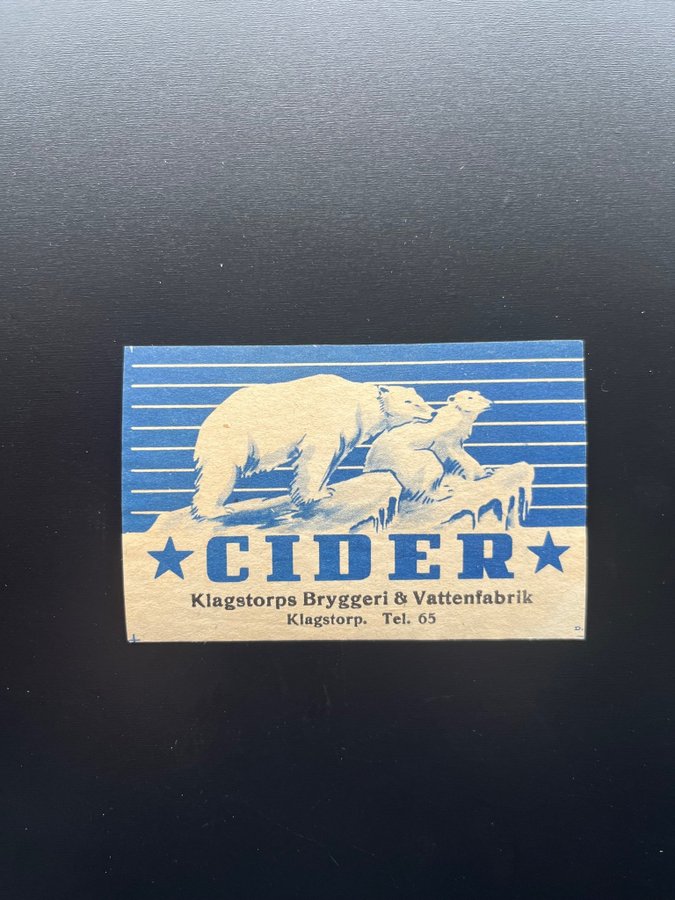 ★CIDER★
Klagstorps Bryggeri & Vattenfabrik
Klagstorp. Tel. 65